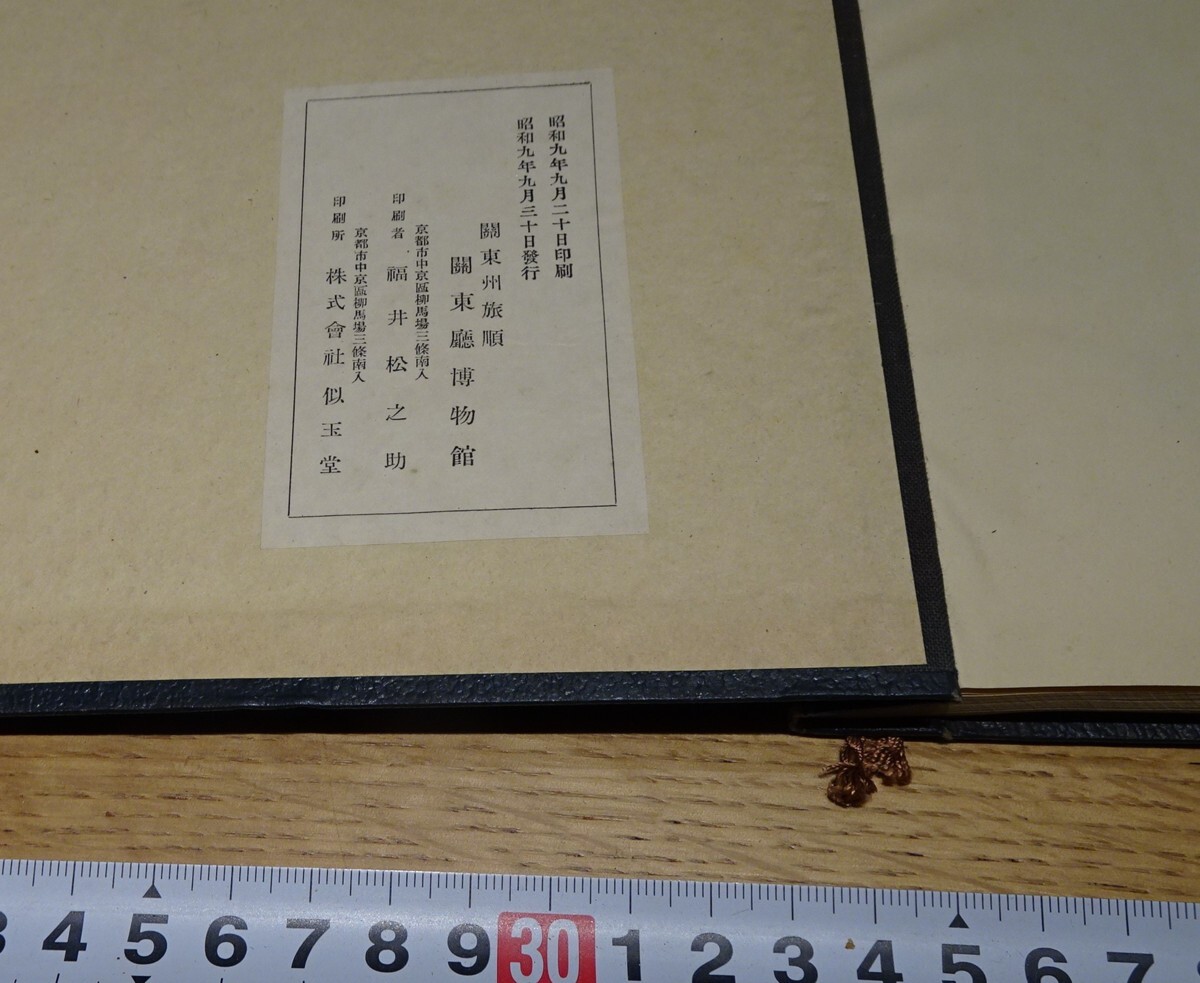 昭和九年九月二十日印刷
昭和九年九月三十日發行
關東州旅順
關東廳博物館
京都市中京區柳馬場三條南入
印刷者 福井松之助
京都市中京區柳馬場三條南入
印刷所 株式會社似玉堂
3 4 5 6 7 8 9 30 1 2 3 4 5 6 7